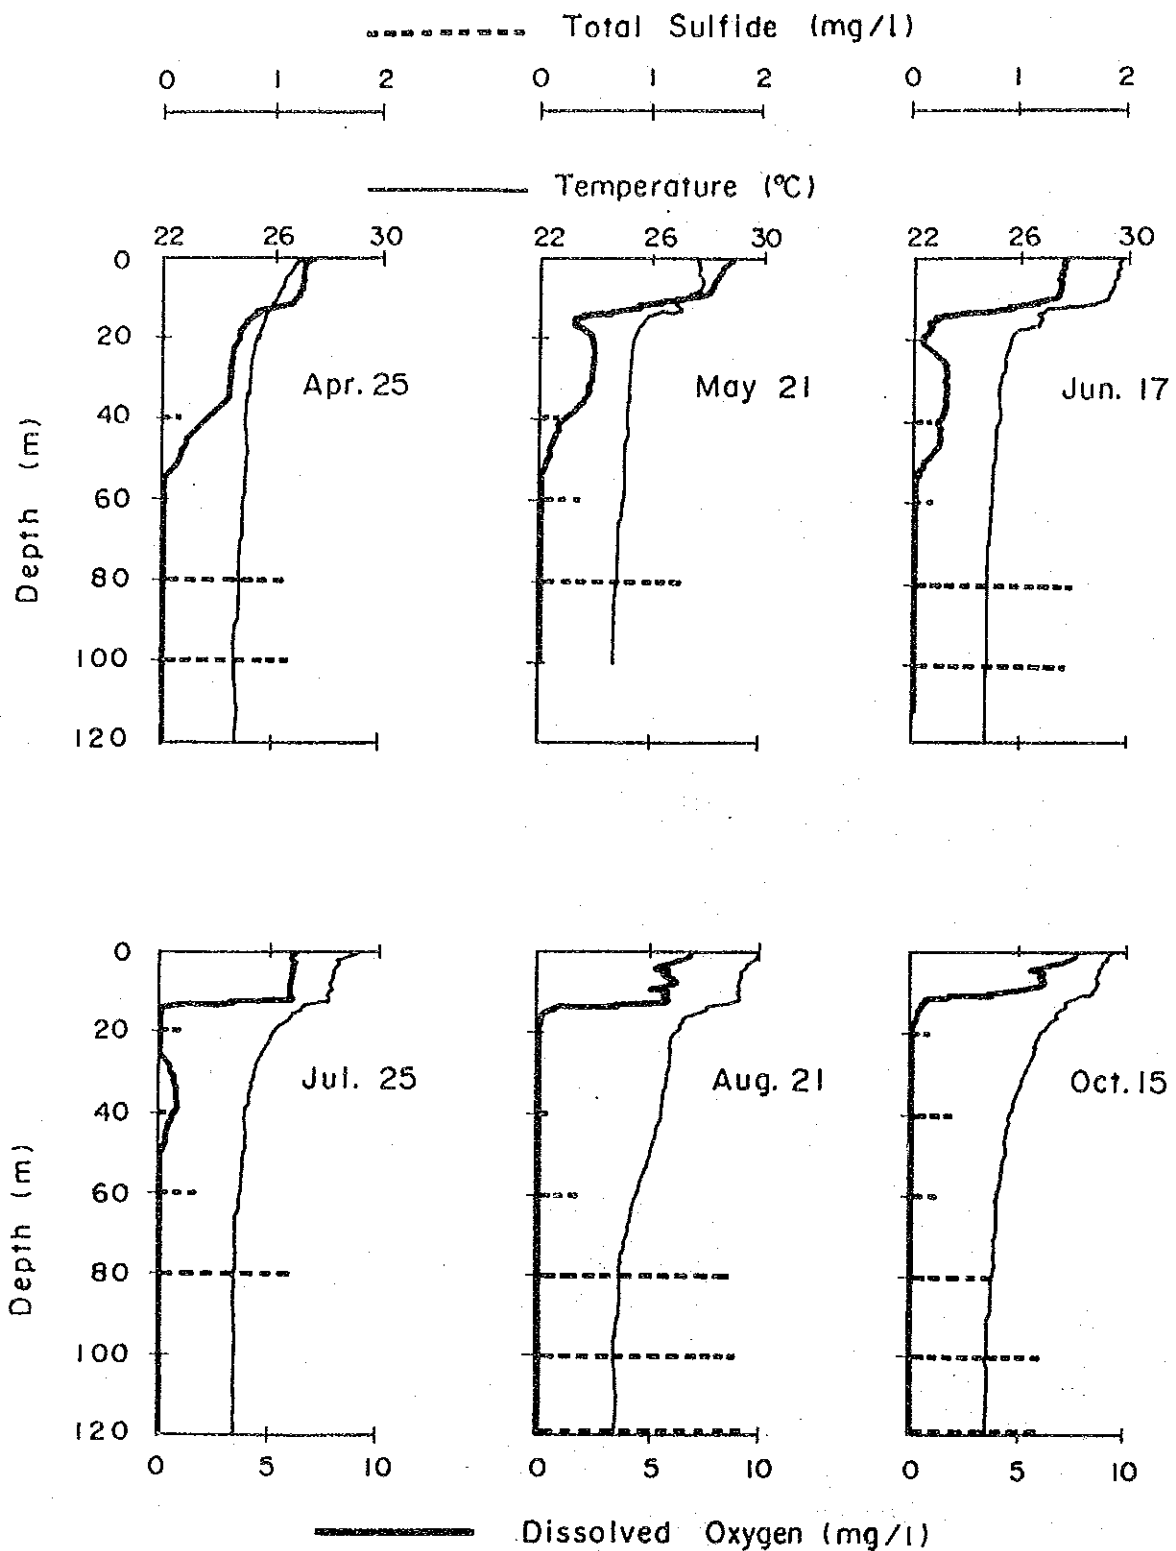 Total Sulfide (mg/l)
0 1 2 0 1 2 0 1 2
Temperature (°C)
22 26 30 22 26 30 22 26 30
0
20
Apr. 25 May 21 Jun. 17
40
Depth (m)
60
80
100
120
0
20
Jul. 25 Aug. 21 Oct. 15
40
Depth (m)
60
80
100
120
0 5 10 0 5 10 0 5 10
Dissolved Oxygen (mg/l)